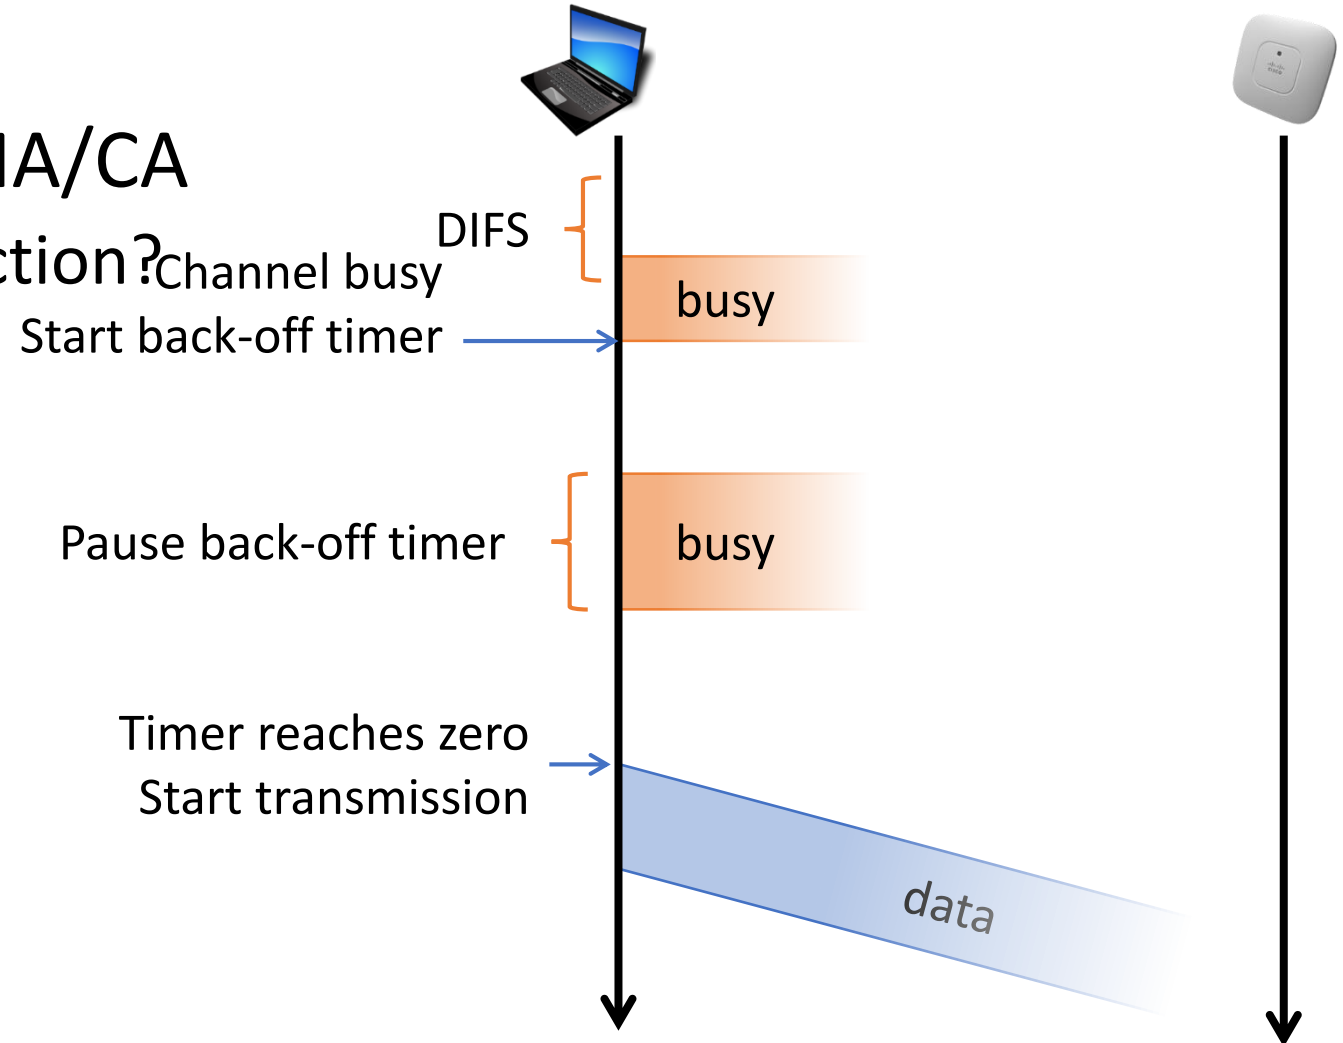 IA/CA
ction?
DIFS
Channel busy
Start back-off timer
busy
Pause back-off timer
busy
Timer reaches zero
Start transmission
data